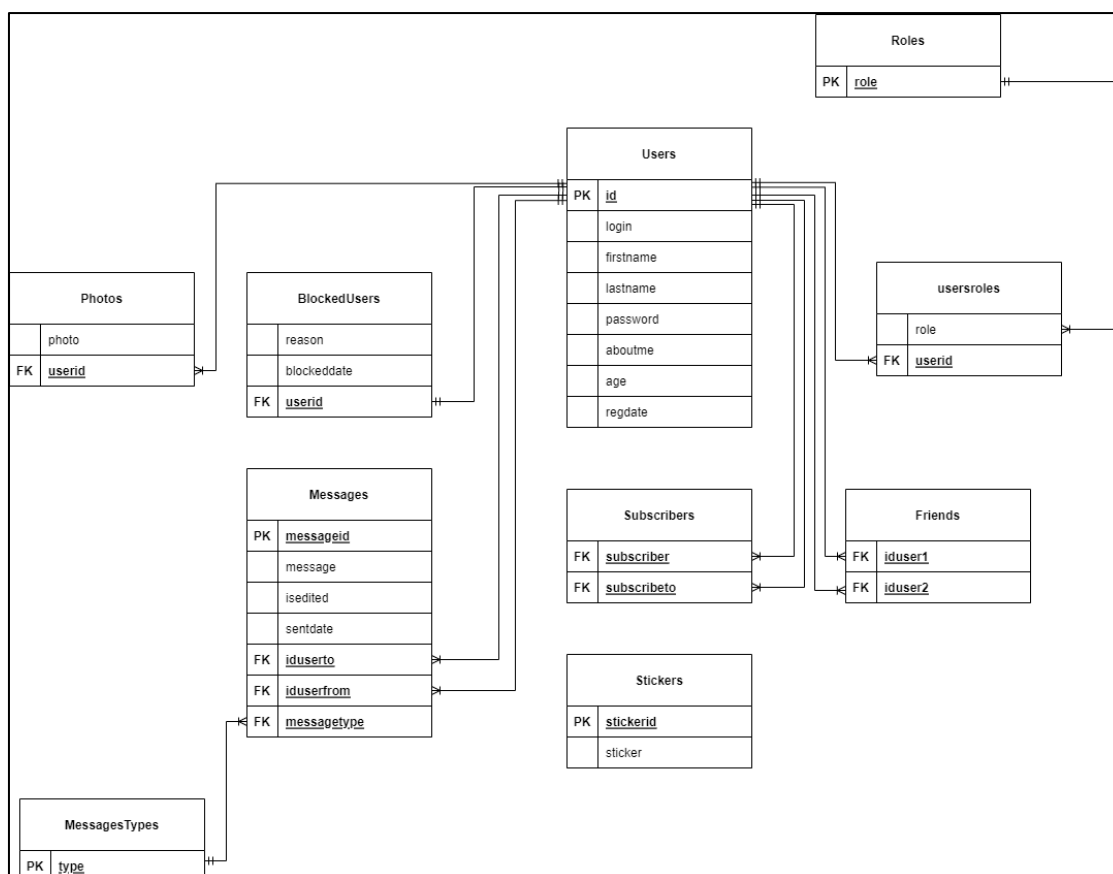 Roles
PK role
Users
PK id
login
firstname
lastname
password
aboutme
age
regdate
Photos
photo
FK userid
BlockedUsers
reason
blockeddate
FK userid
usersroles
role
FK userid
Messages
PK messageid
message
isedited
sentdate
FK iduserto
FK iduserfrom
FK messagetype
Subscribers
FK subscriber
FK subscribeto
Friends
FK iduser1
FK iduser2
Stickers
PK stickerid
sticker
MessagesTypes
PK type